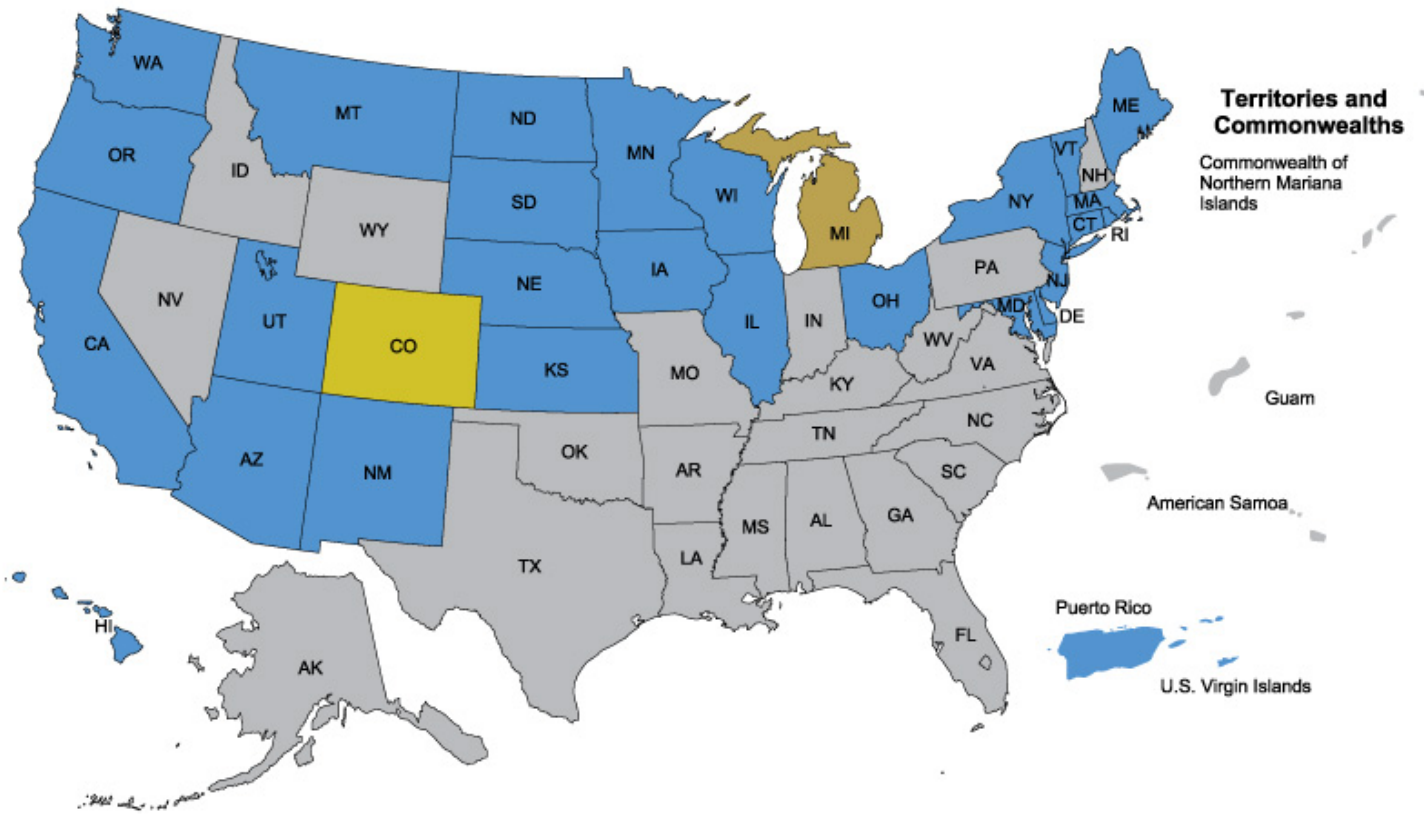 WA
MT
ND
MN
OR
ID
SD
WI
WY
MI
NE
IA
NV
UT
CO
CA
KS
IL
IN
OH
MO
KY
WV
VA
PA
NY
VT
NH
ME
MA
CT
RI
NJ
MD
DE
AZ
NM
OK
AR
TN
NC
SC
MS
AL
GA
LA
TX
FL
AK
HI
Territories and
Commonwealths
Commonwealth of
Northern Mariana
Islands
Guam
American Samoa
Puerto Rico
U.S. Virgin Islands